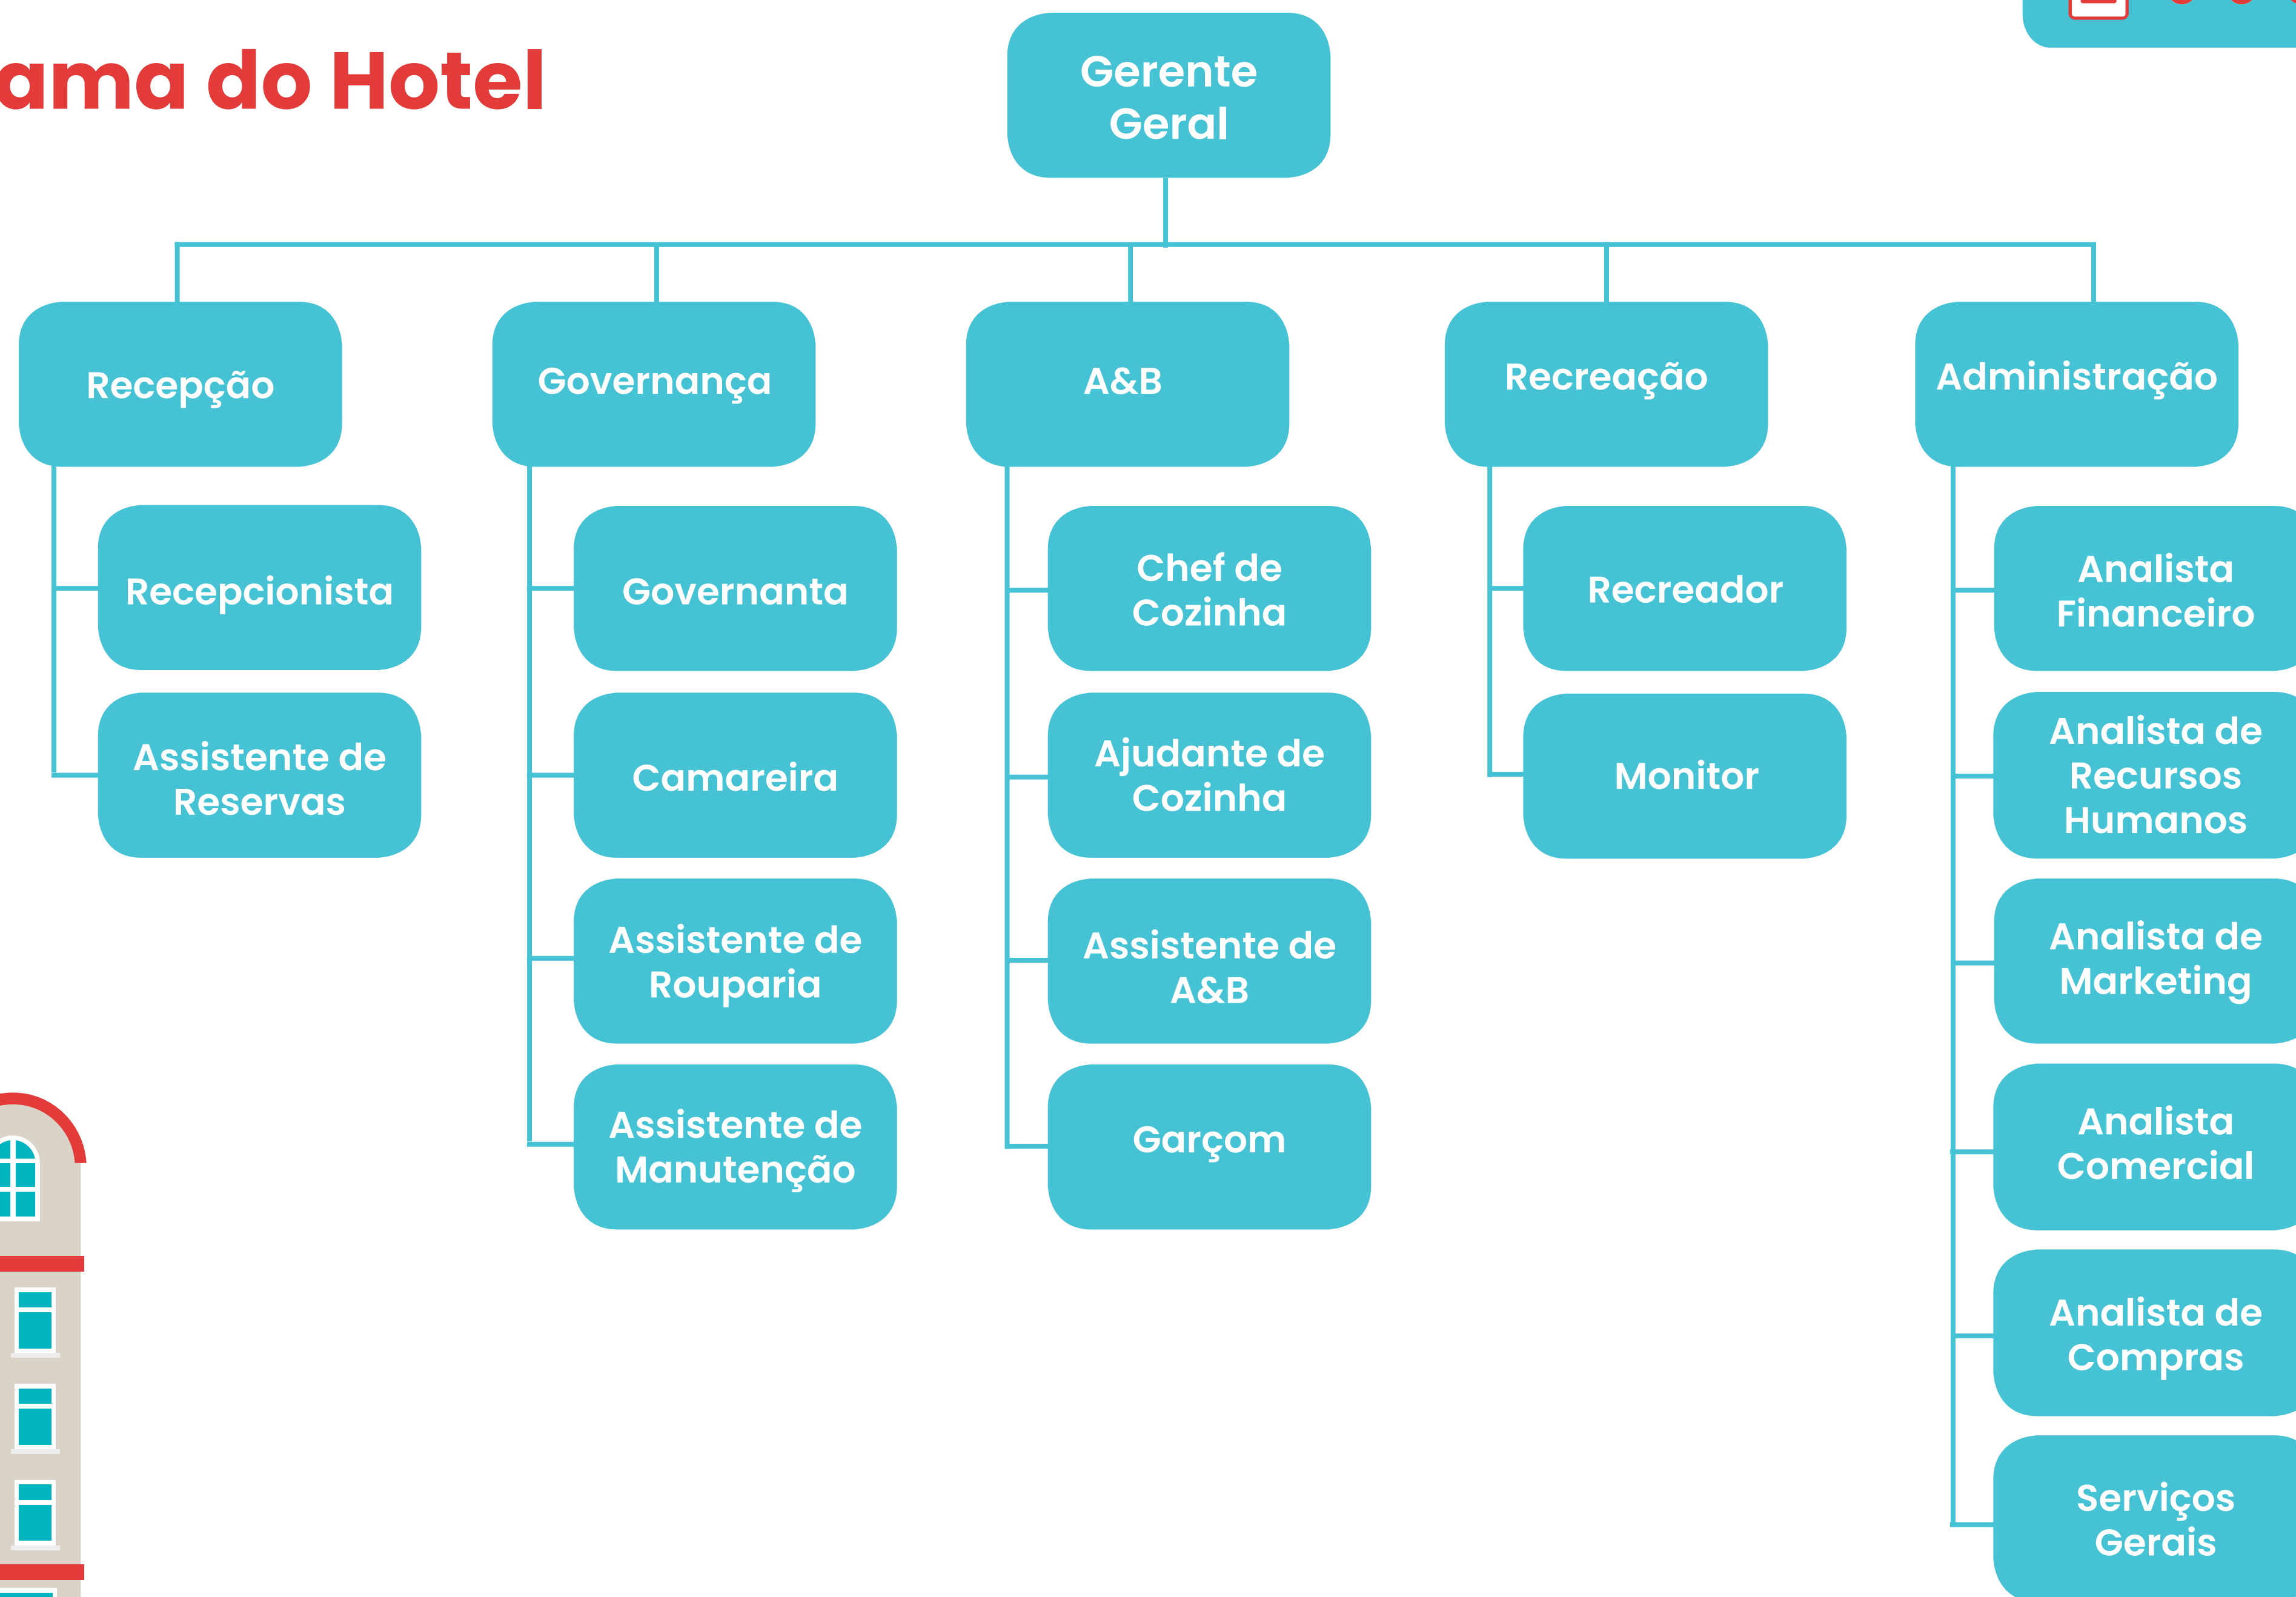 ama do Hotel
Gerente
Geral
Recepção
Governança
A&B
Recreação
Administração
Recepcionista
Assistente de
Reservas
Governanta
Camareira
Assistente de
Rouparia
Assistente de
Manutenção
Chef de
Cozinha
Ajudante de
Cozinha
Assistente de
A&B
Garçom
Recreador
Monitor
Analista
Financeiro
Analista de
Recursos
Humanos
Analista de
Marketing
Analista
Comercial
Analista de
Compras
Serviços
Gerais